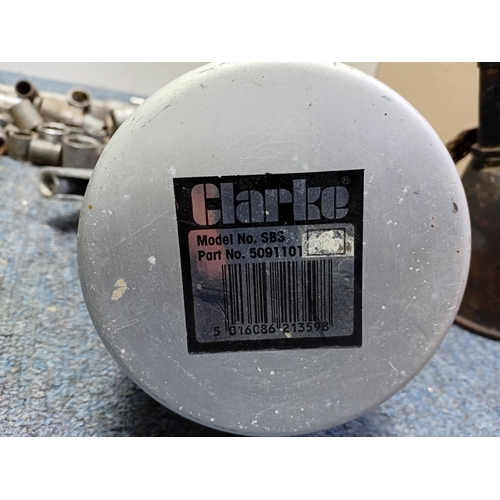 Clarke®
Model No. SBS
Part No. 5091101
5 016086 213598